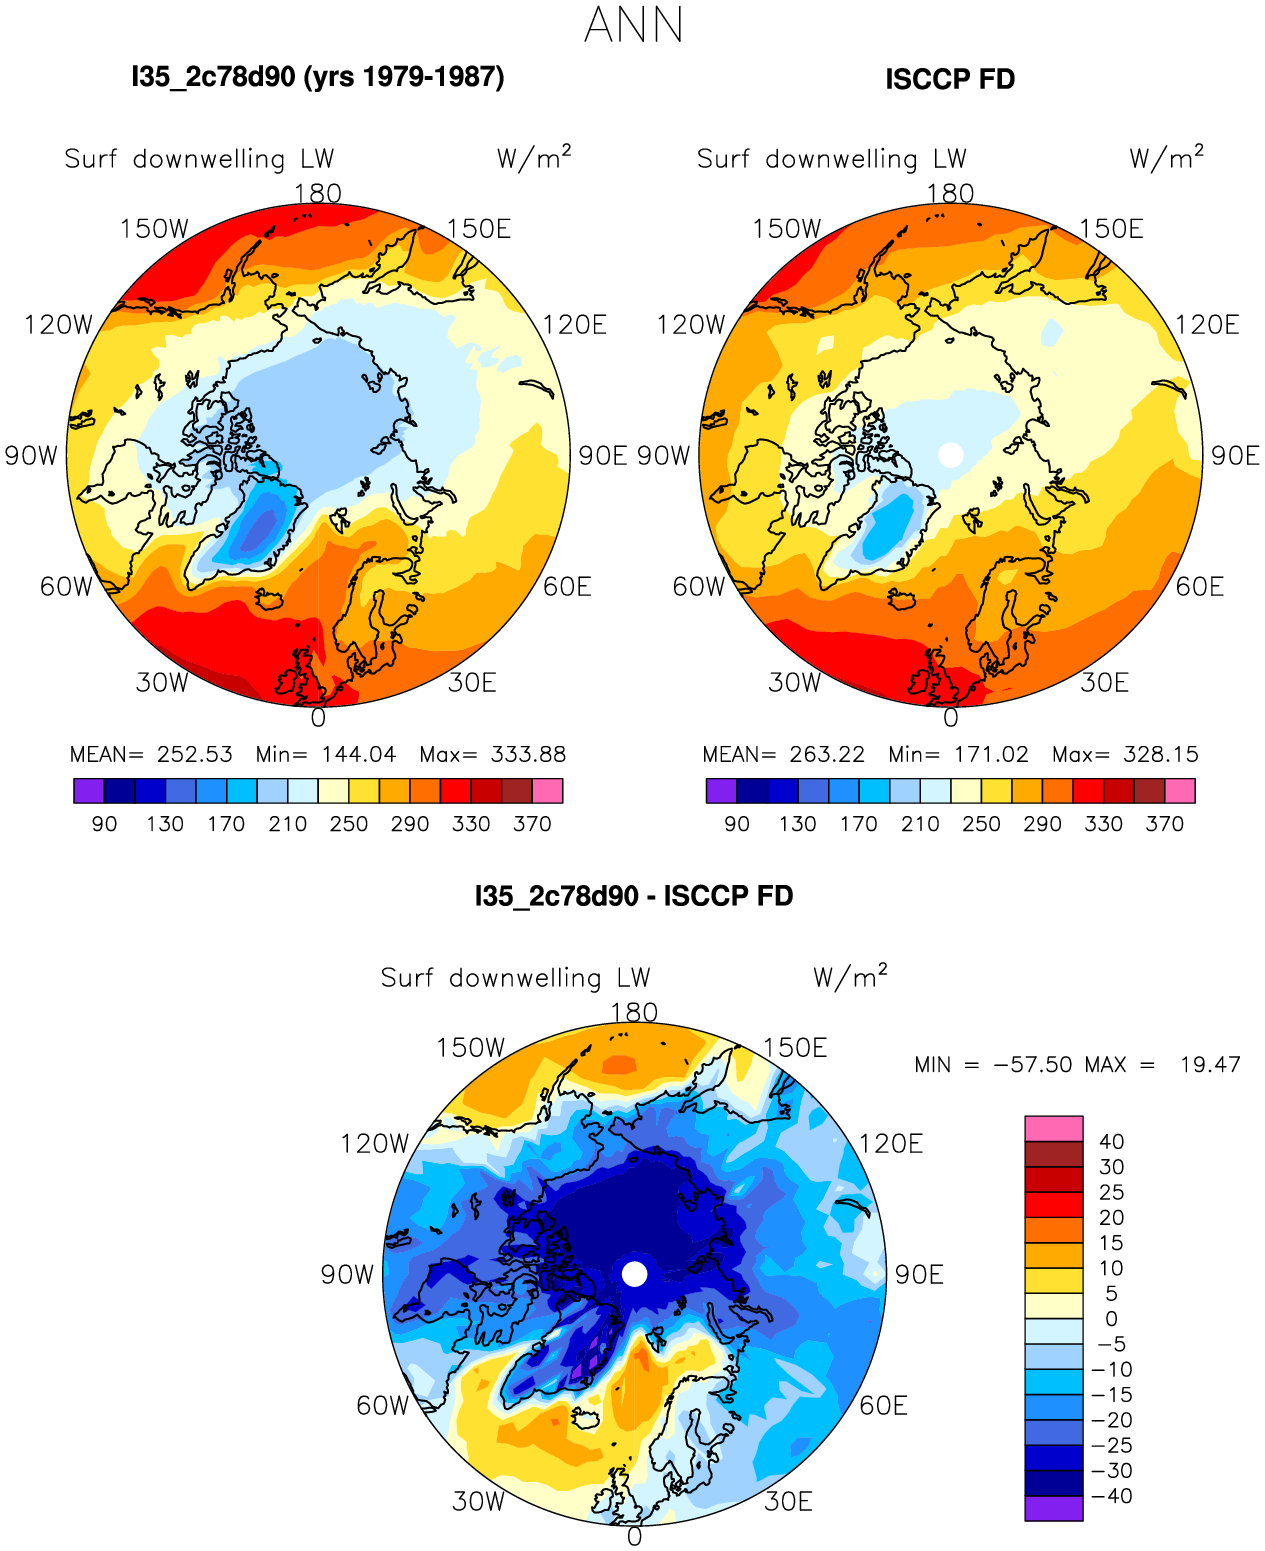 ANN
I35_2c78d90 (yrs 1979-1987)
ISCCP FD
Surf downwelling LW W/m²
Surf downwelling LW W/m²
180
180
150W 150E
150W 150E
120W 120E
120W 120E
90W 90E
90W 90E
60W 60E
60W 60E
30W 30E
30W 30E
0
0
MEAN= 252.53 Min= 144.04 Max= 333.88
MEAN= 263.22 Min= 171.02 Max= 328.15
90 130 170 210 250 290 330 370
90 130 170 210 250 290 330 370
I35_2c78d90 - ISCCP FD
Surf downwelling LW W/m²
180
150W 150E
MIN = −57.50 MAX = 19.47
120W 120E
90W 90E
60W 60E
30W 30E
0
40
30
25
20
15
10
5
0
−5
−10
−15
−20
−25
−30
−40